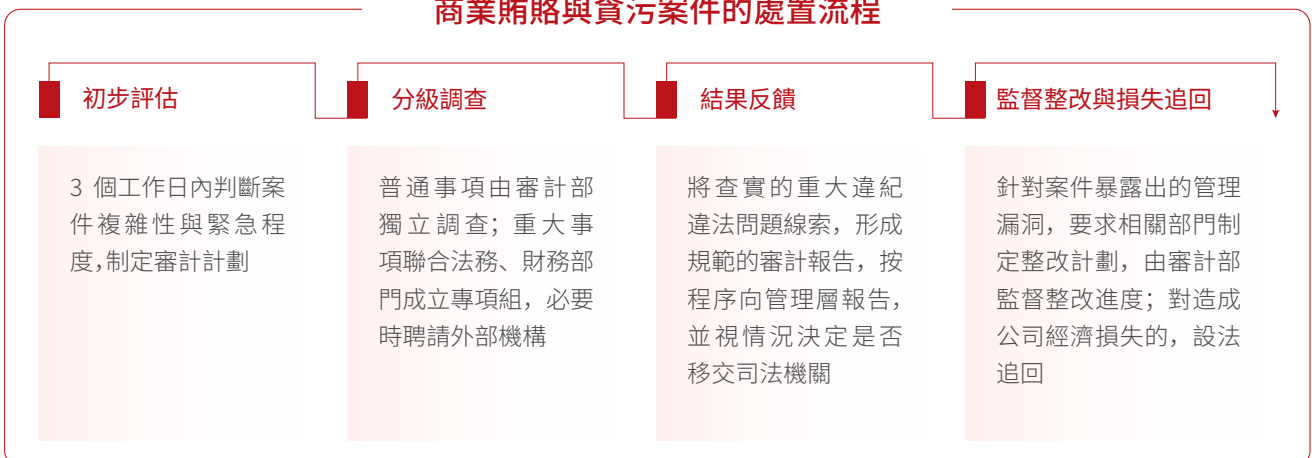 商業賄賂與貪污案件的處置流程
初步評估
3 個工作日內判斷案
件複雜性與緊急程
度,制定審計計劃
分級調查
普通事項由審計部
獨立調查；重大事
項聯合法務、財務部
門成立專項組，必要
時聘請外部機構
結果反饋
將查實的重大違紀
違法問題線索，形成
規範的審計報告，按
程序向管理層報告，
並視情況決定是否
移交司法機關
監督整改與損失追回
針對案件暴露出的管理
漏洞，要求相關部門制
定整改計劃，由審計部
監督整改進度；對造成
公司經濟損失的，設法
追回